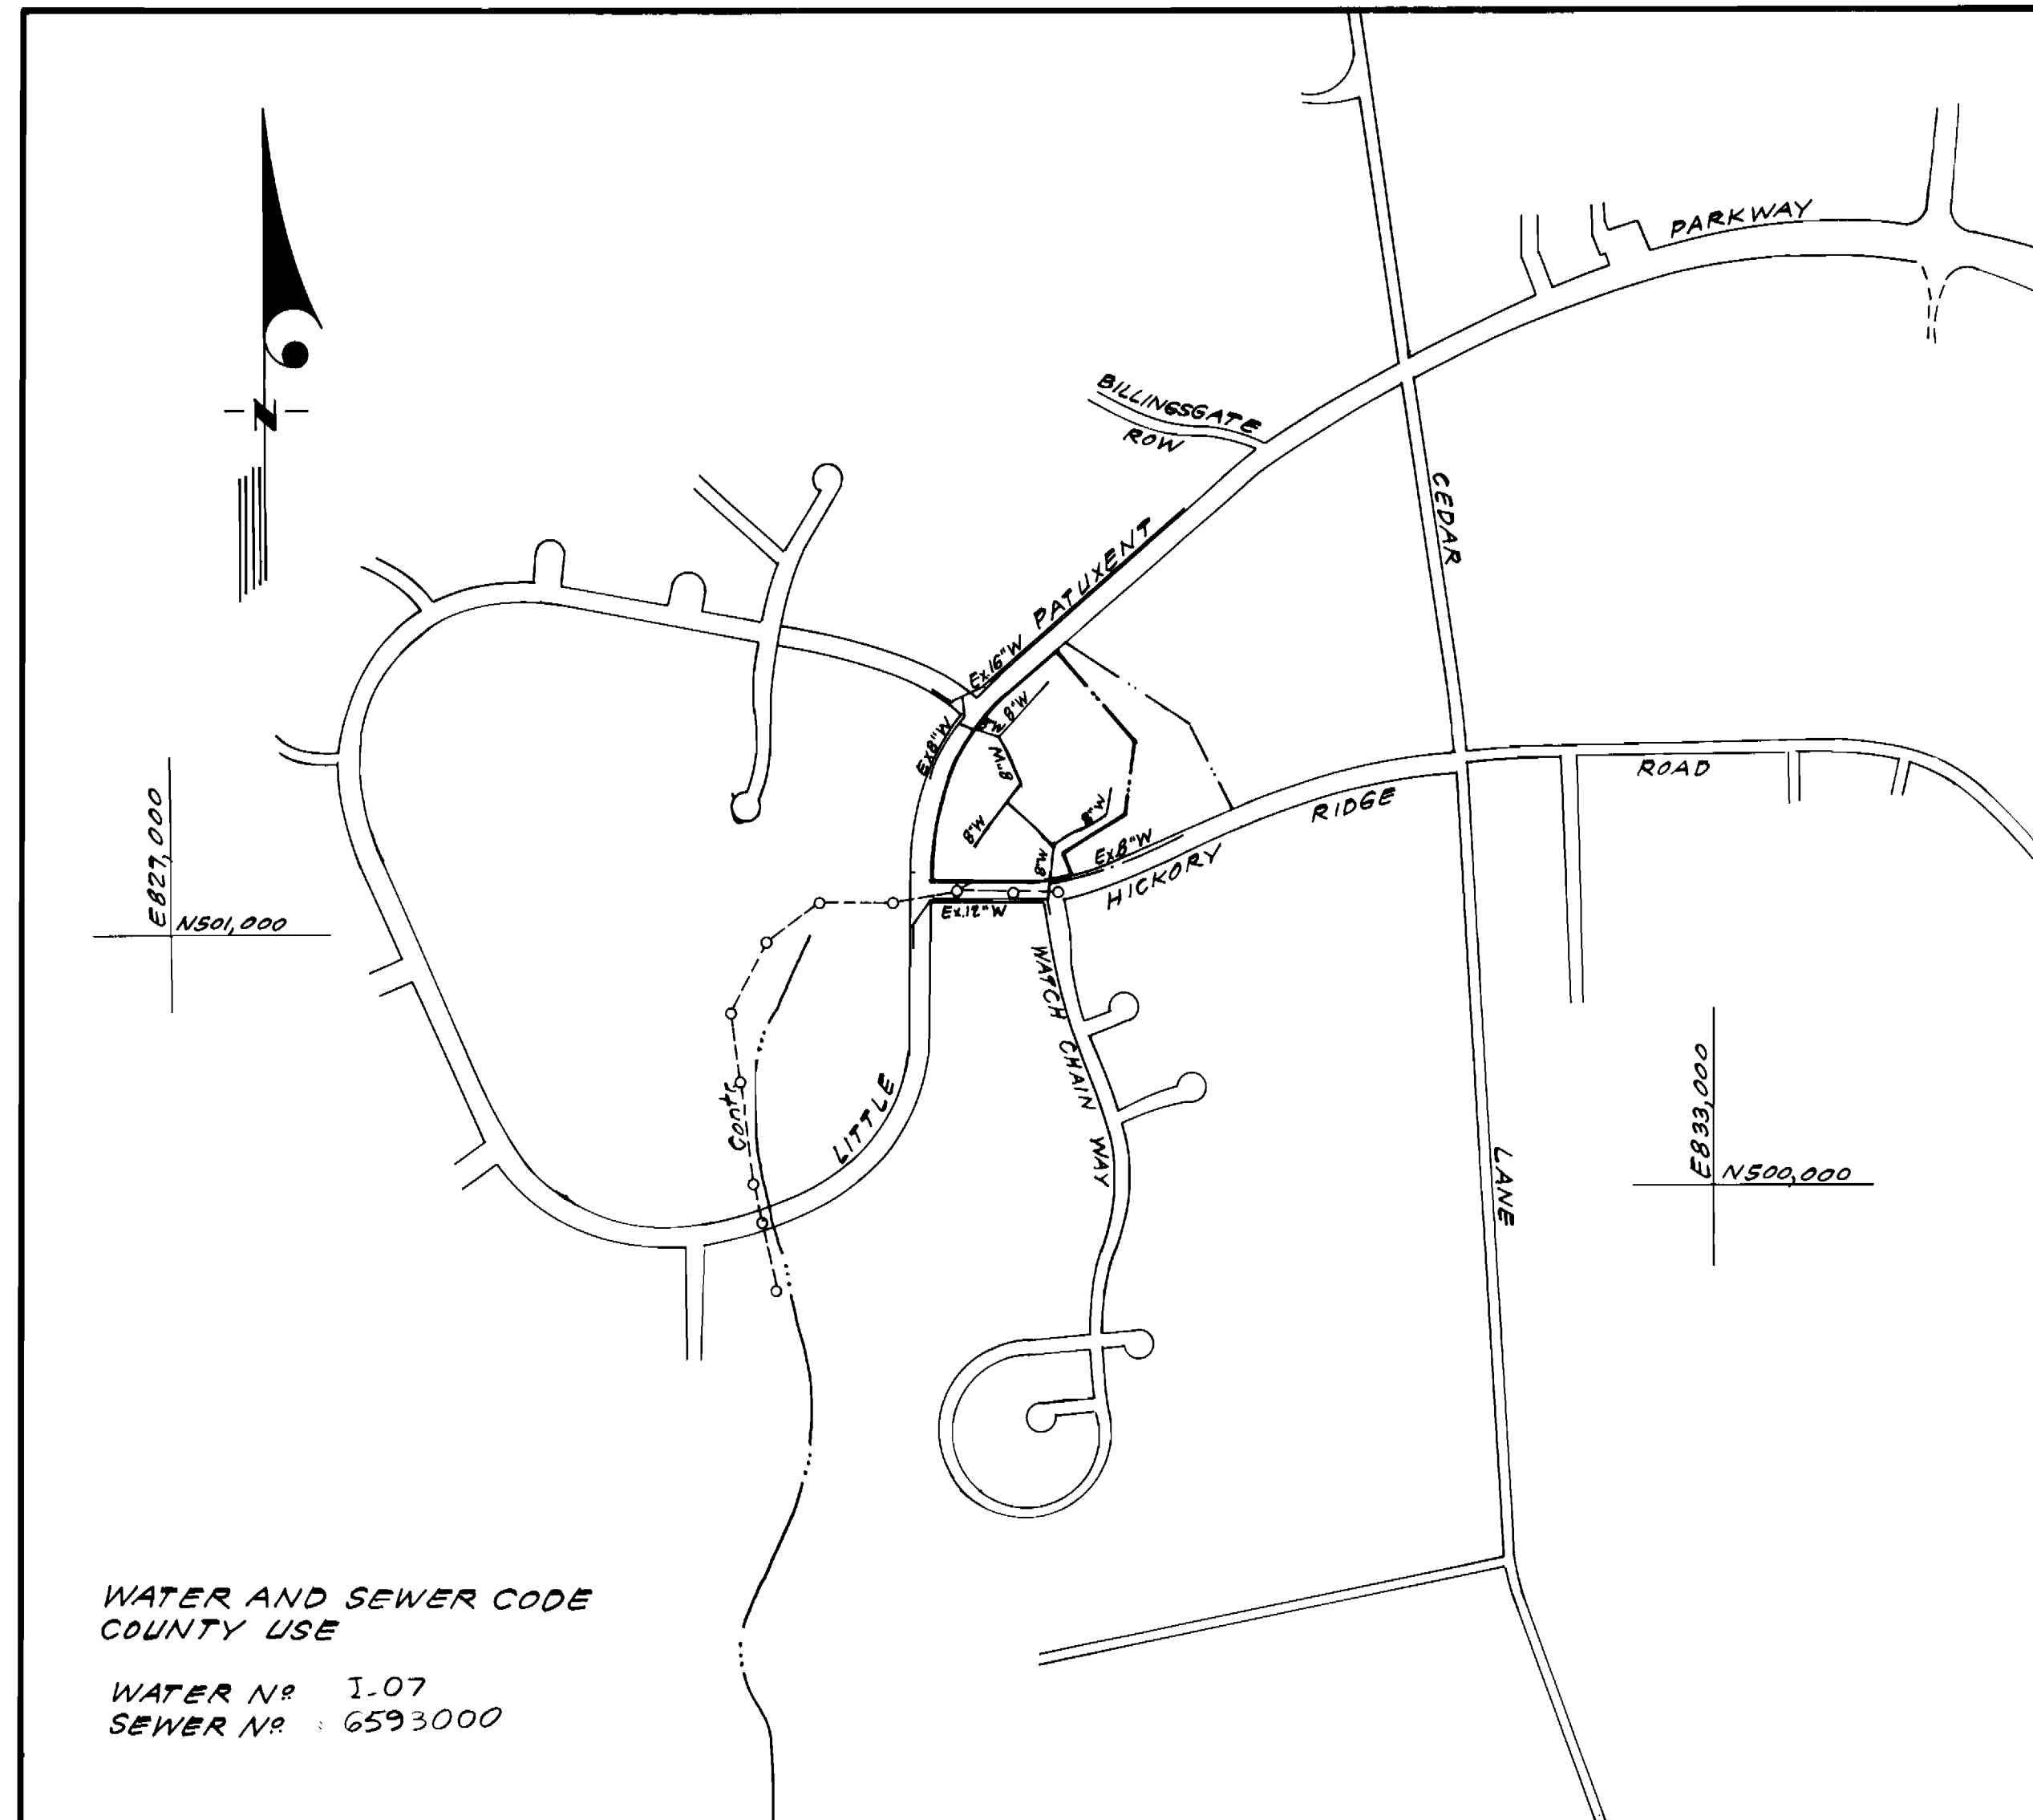 N
PARKWAY
BILLINGSGATE
ROW
CEDAR
PATUXENT
Ex.16"W
8"W
Ex8"W
8"W
ROAD
RIDGE
8"W
8"W
8"W
Ex.8"W
HICKORY
E827,000
N501,000
Ex.12"W
WATCH CHAIN WAY
Contr.
LITTLE
E833,000
N500,000
LANE
WATER AND SEWER CODE
COUNTY USE
WATER Nº I-07
SEWER Nº : 6593000